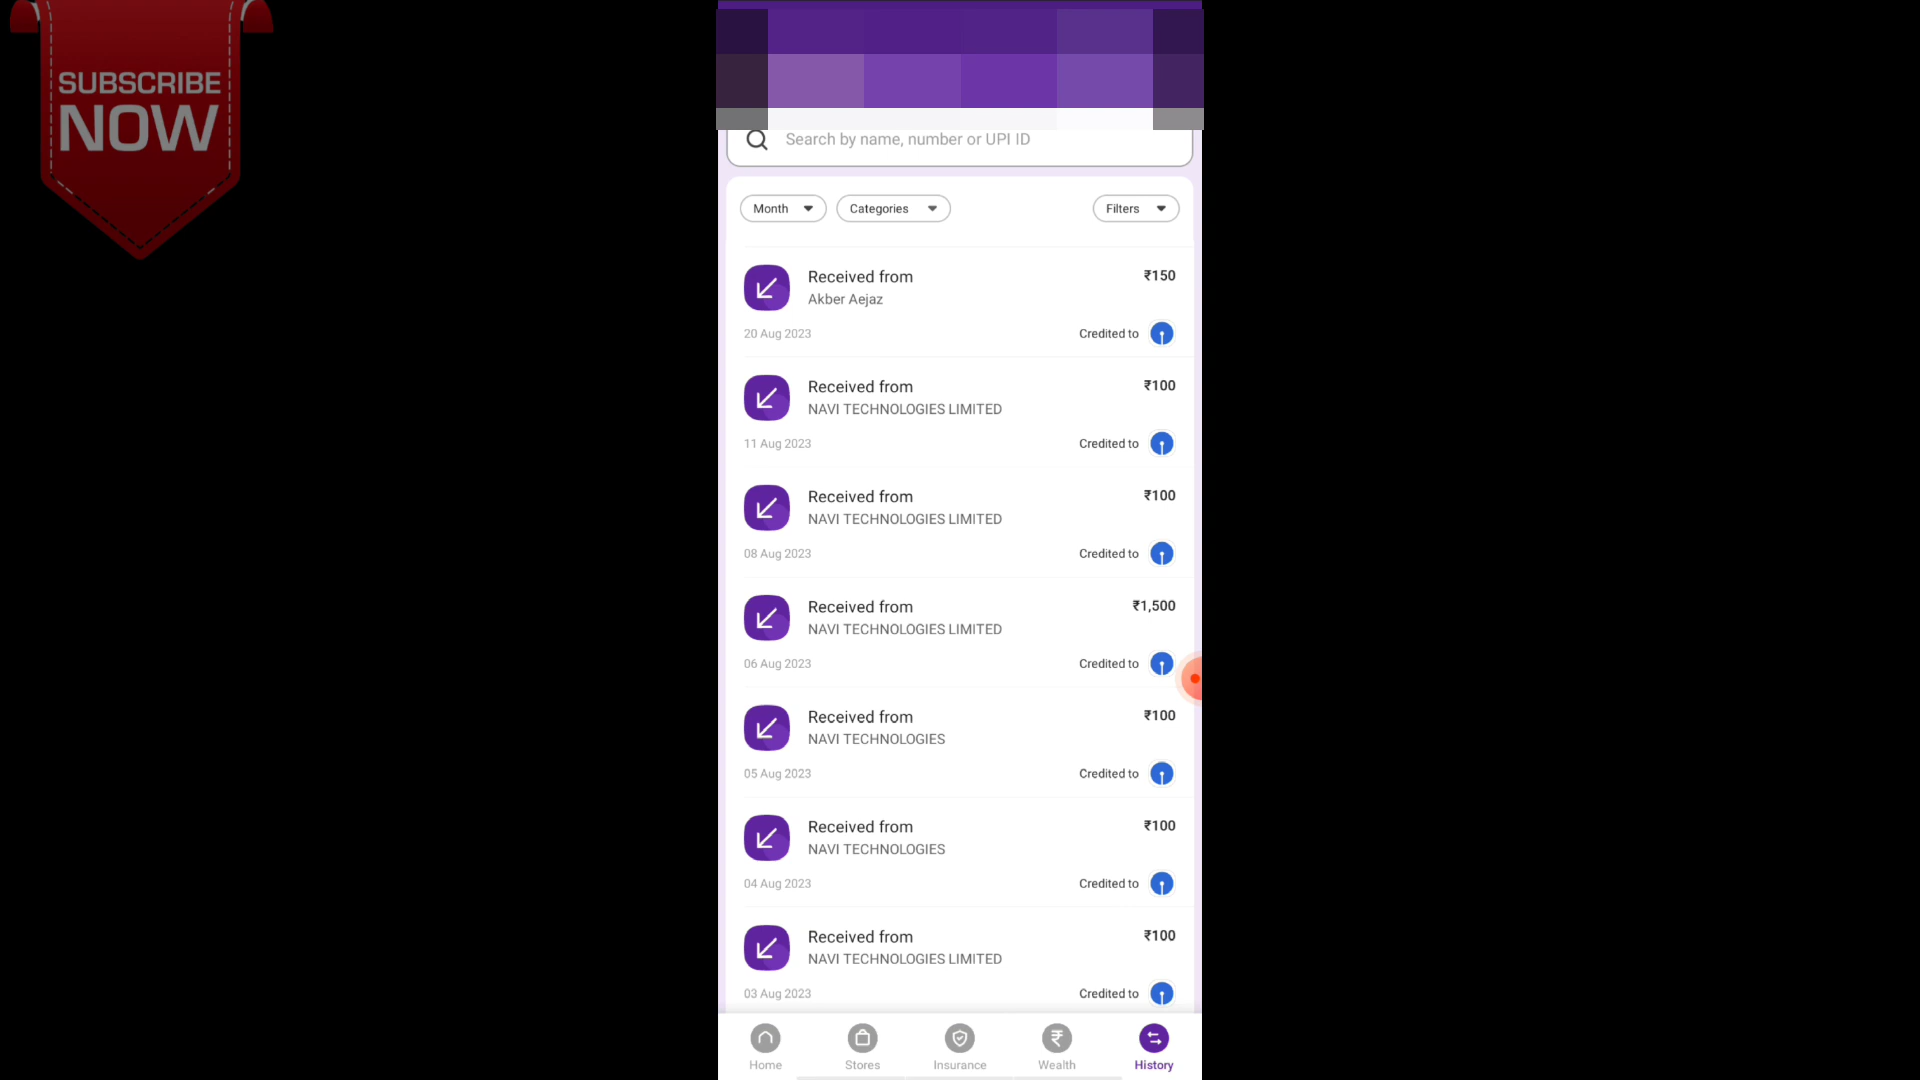 SUBSCRIBE
NOW
Search by name, number or UPI ID
Month
Categories
Filters
Received from
₹150
Akber Aejaz
20 Aug 2023
Credited to
Received from
₹100
NAVI TECHNOLOGIES LIMITED
11 Aug 2023
Credited to
Received from
₹100
NAVI TECHNOLOGIES LIMITED
08 Aug 2023
Credited to
Received from
₹1,500
NAVI TECHNOLOGIES LIMITED
06 Aug 2023
Credited to
Received from
₹100
NAVI TECHNOLOGIES
05 Aug 2023
Credited to
Received from
₹100
NAVI TECHNOLOGIES
04 Aug 2023
Credited to
Received from
₹100
NAVI TECHNOLOGIES LIMITED
03 Aug 2023
Credited to
Home
Stores
Insurance
Wealth
History